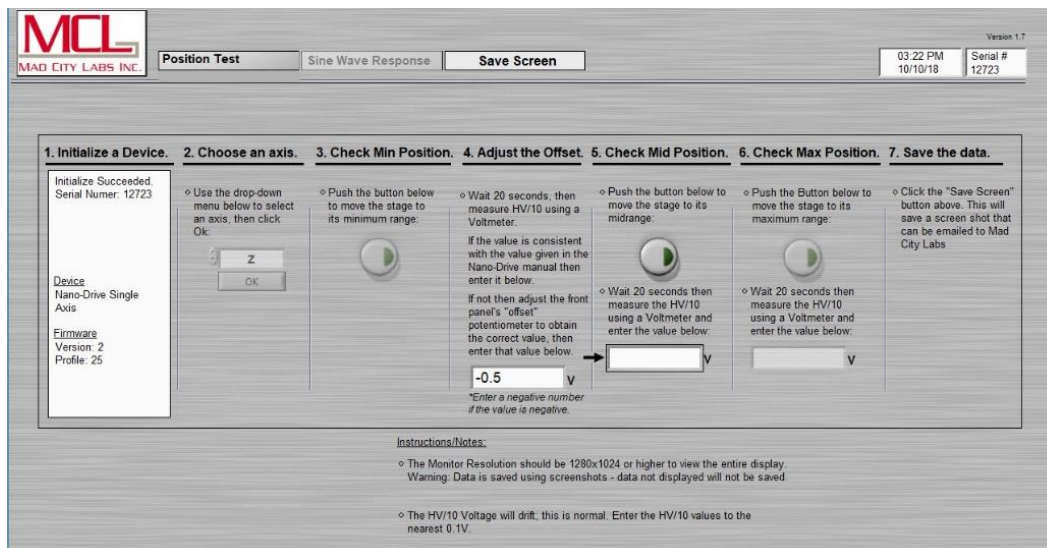 MCL
MAD CITY LABS INC.
Position Test
Sine Wave Response
Save Screen
Version 1.7
03:22 PM
10/10/18
Serial #
12723
1. Initialize a Device.
Initialize Succeeded.
Serial Numer: 12723
Device
Nano-Drive Single
Axis
Firmware
Version: 2
Profile: 25
2. Choose an axis.
Use the drop-down
menu below to select
an axis, then click
Ok:
Z
OK
3. Check Min Position.
Push the button below
to move the stage to
its minimum range:
4. Adjust the Offset.
Wait 20 seconds, then
measure HV/10 using a
Voltmeter.
If the value is consistent
with the value given in the
Nano-Drive manual then
enter it below.
If not then adjust the front
panel's "offset"
potentiometer to obtain
the correct value, then
enter that value below.
-0.5 V
*Enter a negative number
if the value is negative.
5. Check Mid Position.
Push the button below to
move the stage to its
midrange:
Wait 20 seconds then
measure the HV/10
using a Voltmeter and
enter the value below:
V
6. Check Max Position.
Push the Button below to
move the stage to its
maximum range:
Wait 20 seconds then
measure the HV/10
using a Voltmeter and
enter the value below:
V
7. Save the data.
Click the "Save Screen"
button above. This will
save a screen shot that
can be emailed to Mad
City Labs
Instructions/Notes:
The Monitor Resolution should be 1280x1024 or higher to view the entire display.
Warning: Data is saved using screenshots - data not displayed will not be saved.
The HV/10 Voltage will drift; this is normal. Enter the HV/10 values to the
nearest 0.1V.